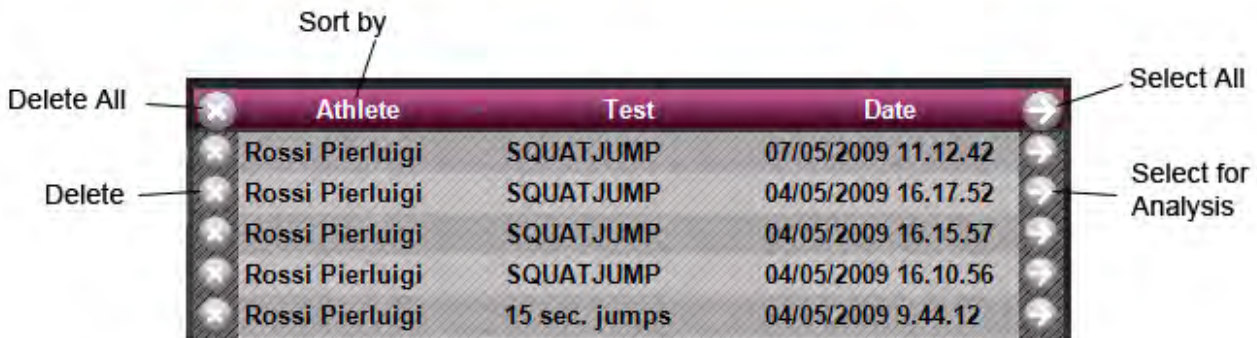 Sort by
Delete All
Select All
Athlete Test Date
Rossi Pierluigi SQUATJUMP 07/05/2009 11.12.42
Delete
Rossi Pierluigi SQUATJUMP 04/05/2009 16.17.52
Select for
Analysis
Rossi Pierluigi SQUATJUMP 04/05/2009 16.15.57
Rossi Pierluigi SQUATJUMP 04/05/2009 16.10.56
Rossi Pierluigi 15 sec. jumps 04/05/2009 9.44.12